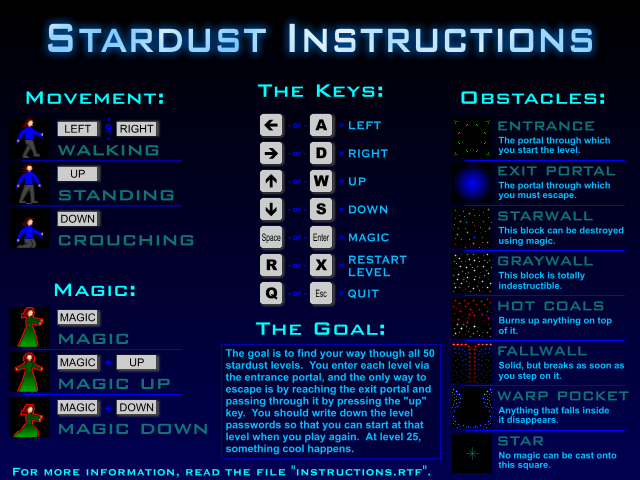 STARDUST INSTRUCTIONS
MOVEMENT:
LEFT OR RIGHT
WALKING
UP
STANDING
DOWN
CROUCHING
MAGIC:
MAGIC
MAGIC
MAGIC + UP
MAGIC UP
MAGIC + DOWN
MAGIC DOWN
THE KEYS:
← OR A = LEFT
→ OR D = RIGHT
↑ OR W = UP
↓ OR S = DOWN
Space OR Enter = MAGIC
R OR X = RESTART
LEVEL
Q OR Esc = QUIT
THE GOAL:
The goal is to find your way though all 50
stardust levels. You enter each level via
the entrance portal, and the only way to
escape is by reaching the exit portal and
passing through it by pressing the "up"
key. You should write down the level
passwords so that you can start at that
level when you play again. At level 25,
something cool happens.
OBSTACLES:
ENTRANCE
The portal through which
you start the level.
EXIT PORTAL
The portal through which
you must escape.
STARWALL
This block can be destroyed
using magic.
GRAYWALL
This block is totally
indestructible.
HOT COALS
Burns up anything on top
of it.
FALLWALL
Solid, but breaks as soon as
you step on it.
WARP POCKET
Anything that falls inside
it disappears.
STAR
No magic can be cast onto
this square.
FOR MORE INFORMATION, READ THE FILE "INSTRUCTIONS.RTF".